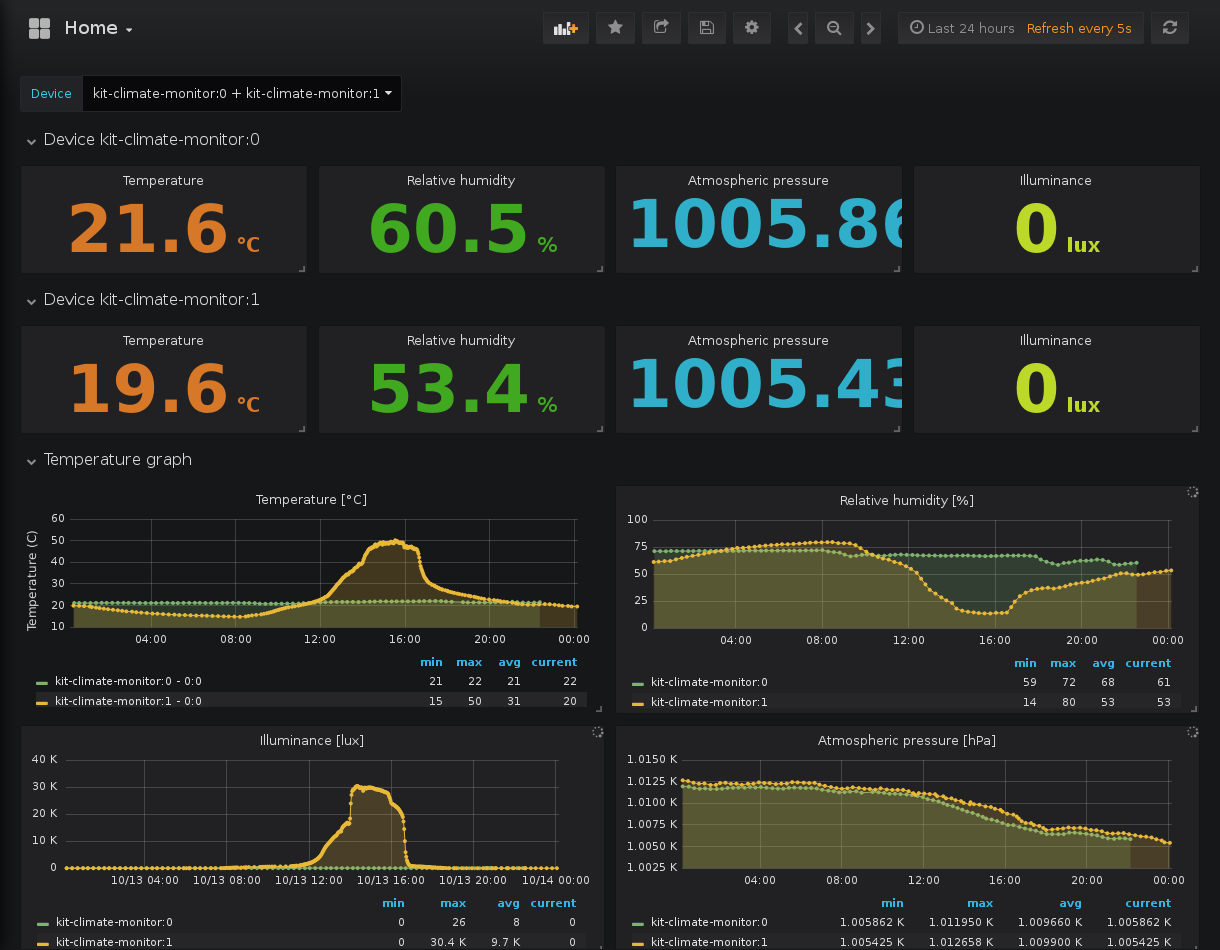 Home
Last 24 hours Refresh every 5s
Device kit-climate-monitor:0 + kit-climate-monitor:1
Device kit-climate-monitor:0
Temperature Relative humidity Atmospheric pressure Illuminance
21.6 °C 60.5 % 1005.86 0 lux
Device kit-climate-monitor:1
Temperature Relative humidity Atmospheric pressure Illuminance
19.6 °C 53.4 % 1005.43 0 lux
Temperature graph
Temperature [°C]
Temperature (C)
60
50
40
30
20
10
04:00 08:00 12:00 16:00 20:00 00:00
min max avg current
kit-climate-monitor:0 - 0:0 21 22 21 22
kit-climate-monitor:1 - 0:0 15 50 31 20
Relative humidity [%]
100
75
50
25
0
04:00 08:00 12:00 16:00 20:00 00:00
min max avg current
kit-climate-monitor:0 59 72 68 61
kit-climate-monitor:1 14 80 53 53
Illuminance [lux]
40 K
30 K
20 K
10 K
0
10/13 04:00 10/13 08:00 10/13 12:00 10/13 16:00 10/13 20:00 10/14 00:00
min max avg current
kit-climate-monitor:0 0 26 8 0
kit-climate-monitor:1 0 30.4 K 9.7 K 0
Atmospheric pressure [hPa]
1.0150 K
1.0125 K
1.0100 K
1.0075 K
1.0050 K
1.0025 K
04:00 08:00 12:00 16:00 20:00 00:00
min max avg current
kit-climate-monitor:0 1.005862 K 1.011950 K 1.009660 K 1.005862 K
kit-climate-monitor:1 1.005425 K 1.012658 K 1.009900 K 1.005425 K